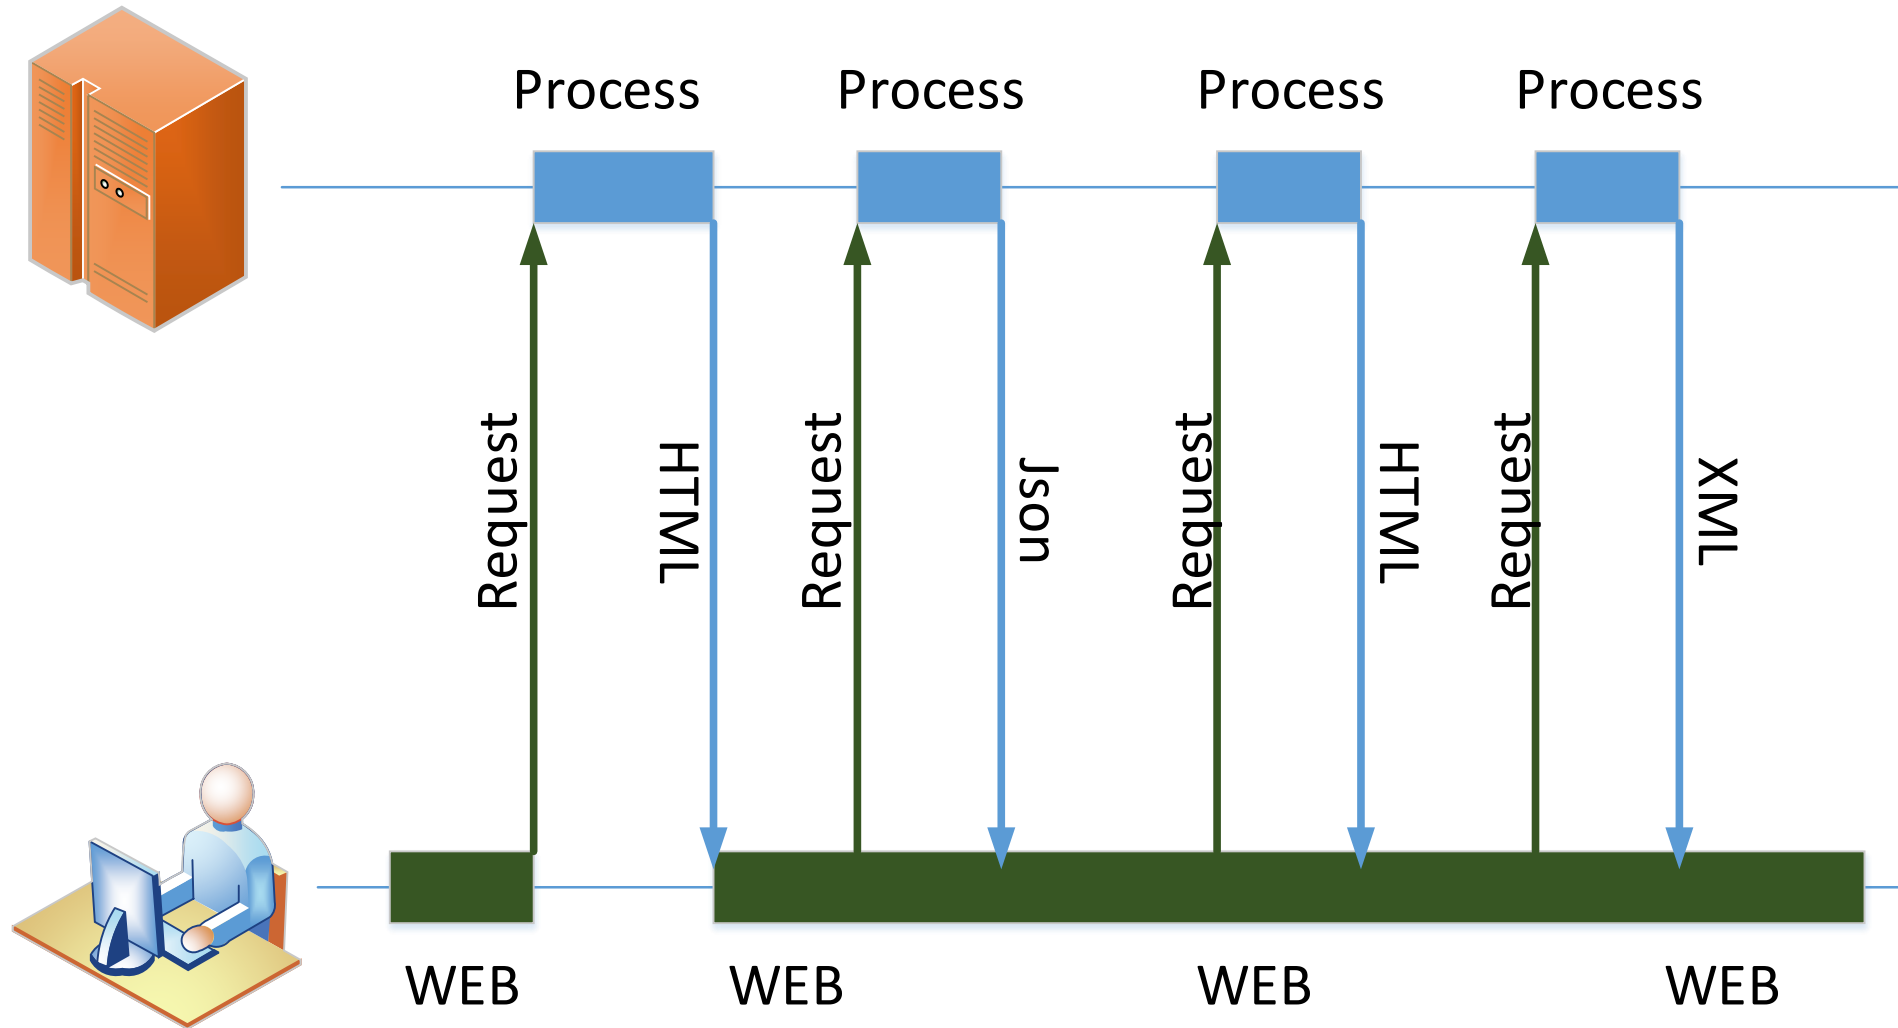 Process
Process
Process
Process
Request
HTML
Request
Json
Request
HTML
Request
XML
WEB
WEB
WEB
WEB